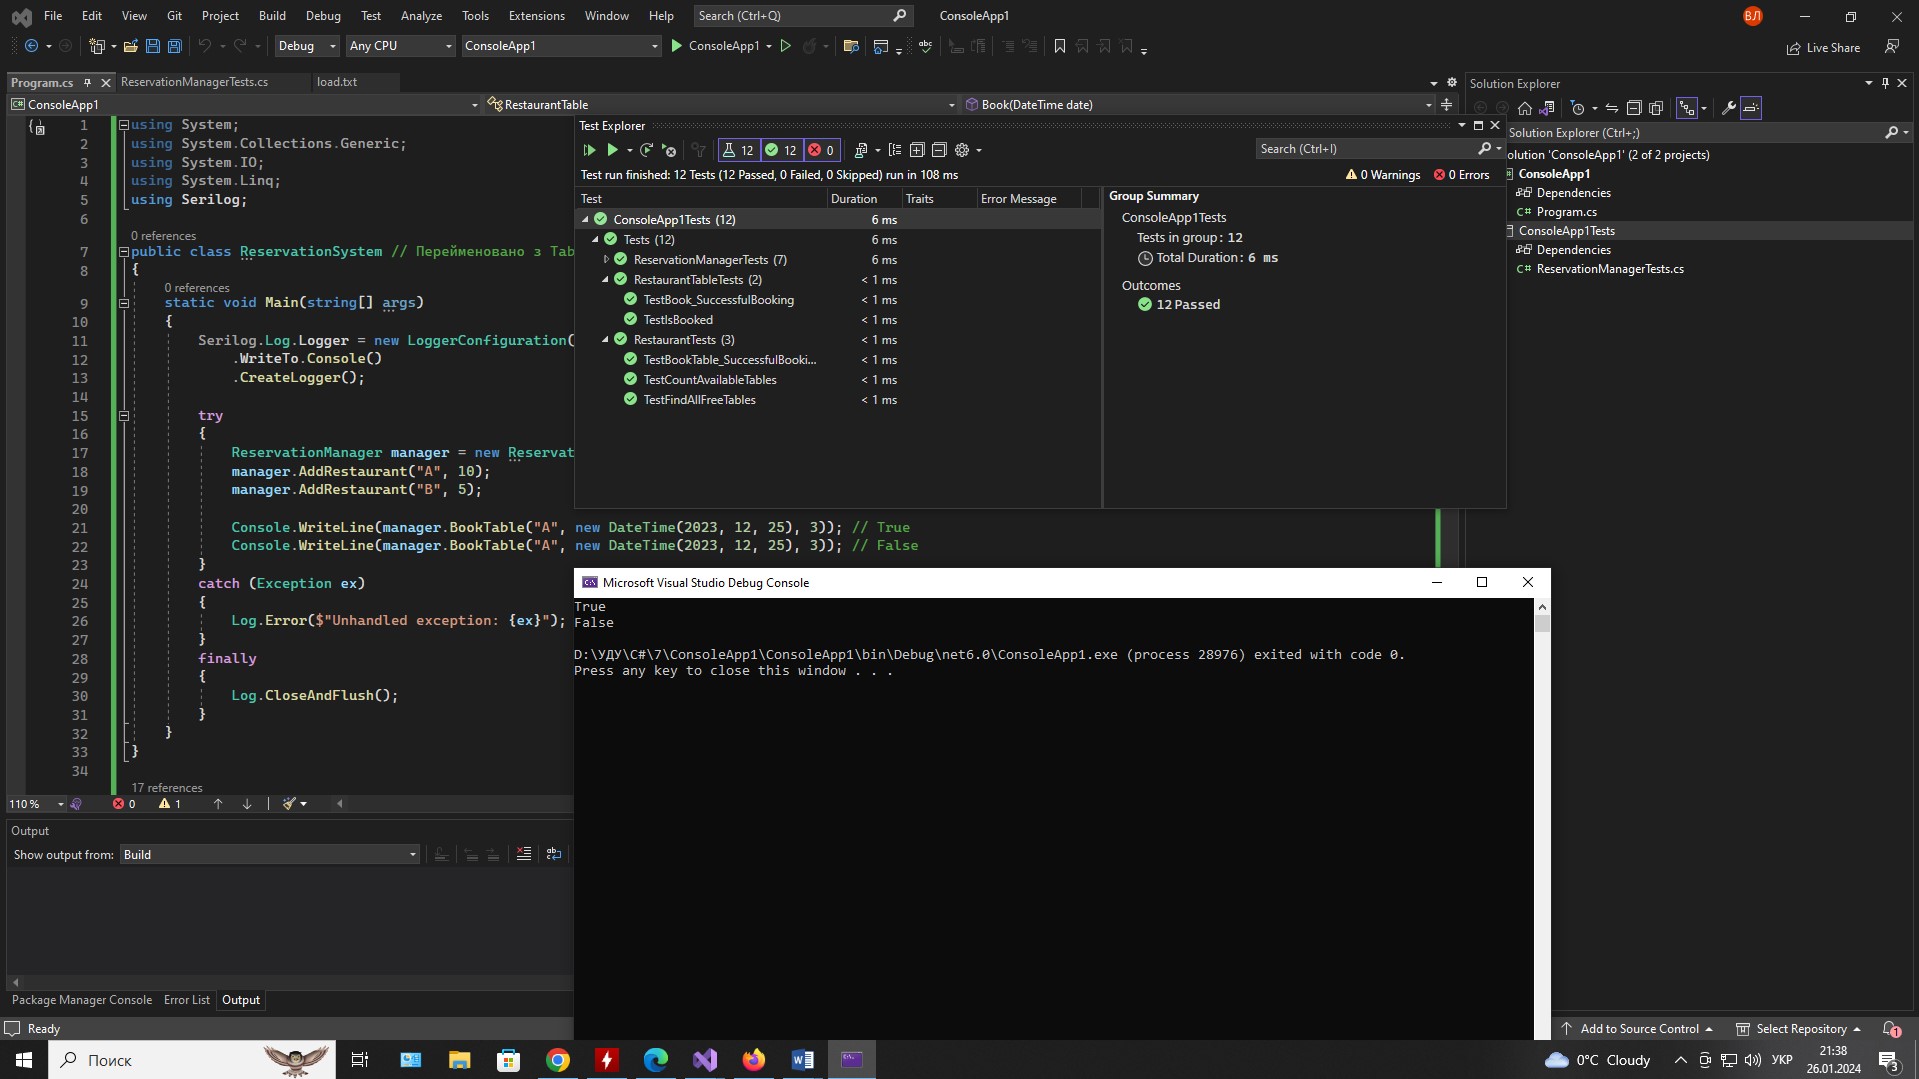 File Edit View Git Project Build Debug Test Analyze Tools Extensions Window Help Search (Ctrl+Q) ConsoleApp1 ВЛ
Debug Any CPU ConsoleApp1 ConsoleApp1 Live Share
Program.cs ReservationManagerTests.cs load.txt
ConsoleApp1 RestaurantTable Book(DateTime date)
1 using System;
2 using System.Collections.Generic;
3 using System.IO;
4 using System.Linq;
5 using Serilog;
6
0 references
7 public class ReservationSystem // Перейменовано з Tab
8 {
0 references
9 static void Main(string[] args)
10 {
11 Serilog.Log.Logger = new LoggerConfiguration(
12 .WriteTo.Console()
13 .CreateLogger();
14
15 try
16 {
17 ReservationManager manager = new Reservat
18 manager.AddRestaurant("A", 10);
19 manager.AddRestaurant("B", 5);
20
21 Console.WriteLine(manager.BookTable("A", new DateTime(2023, 12, 25), 3)); // True
22 Console.WriteLine(manager.BookTable("A", new DateTime(2023, 12, 25), 3)); // False
23 }
24 catch (Exception ex)
25 {
26 Log.Error($"Unhandled exception: {ex}");
27 }
28 finally
29 {
30 Log.CloseAndFlush();
31 }
32 }
33 }
34
17 references
110 % 0 1
Test Explorer
12 12 0 Search (Ctrl+I)
Test run finished: 12 Tests (12 Passed, 0 Failed, 0 Skipped) run in 108 ms 0 Warnings 0 Errors
Test Duration Traits Error Message
ConsoleApp1Tests (12) 6 ms
Tests (12) 6 ms
ReservationManagerTests (7) 6 ms
RestaurantTableTests (2) < 1 ms
TestBook_SuccessfulBooking < 1 ms
TestIsBooked < 1 ms
RestaurantTests (3) < 1 ms
TestBookTable_SuccessfulBooki... < 1 ms
TestCountAvailableTables < 1 ms
TestFindAllFreeTables < 1 ms
Group Summary
ConsoleApp1Tests
Tests in group: 12
Total Duration: 6 ms
Outcomes
12 Passed
Solution Explorer
Solution Explorer (Ctrl+;)
olution 'ConsoleApp1' (2 of 2 projects)
ConsoleApp1
Dependencies
C# Program.cs
ConsoleApp1Tests
Dependencies
C# ReservationManagerTests.cs
Microsoft Visual Studio Debug Console
True
False
D:\УДУ\C#\7\ConsoleApp1\ConsoleApp1\bin\Debug\net6.0\ConsoleApp1.exe (process 28976) exited with code 0.
Press any key to close this window . . .
Output
Show output from: Build
Package Manager Console Error List Output
Ready Add to Source Control Select Repository 1
Поиск 0°C Cloudy УКР 21:38
26.01.2024 3